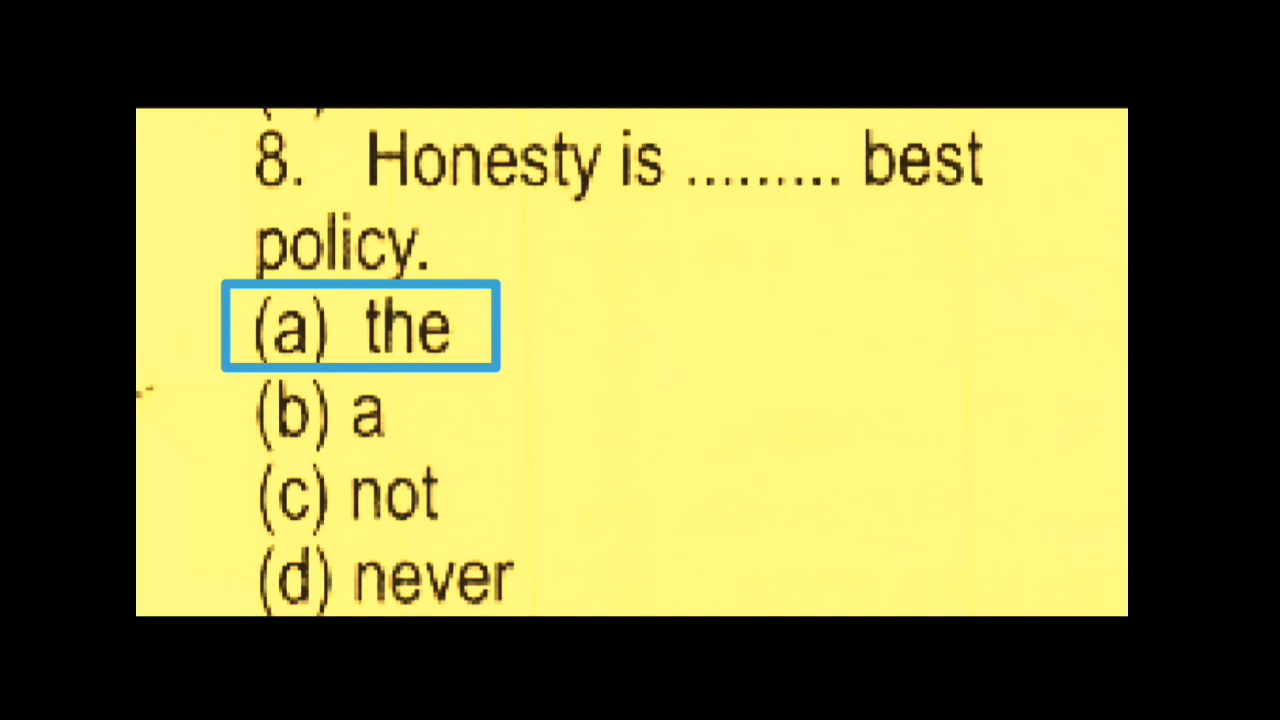 8. Honesty is ......... best
policy.
(a) the
(b) a
(c) not
(d) never